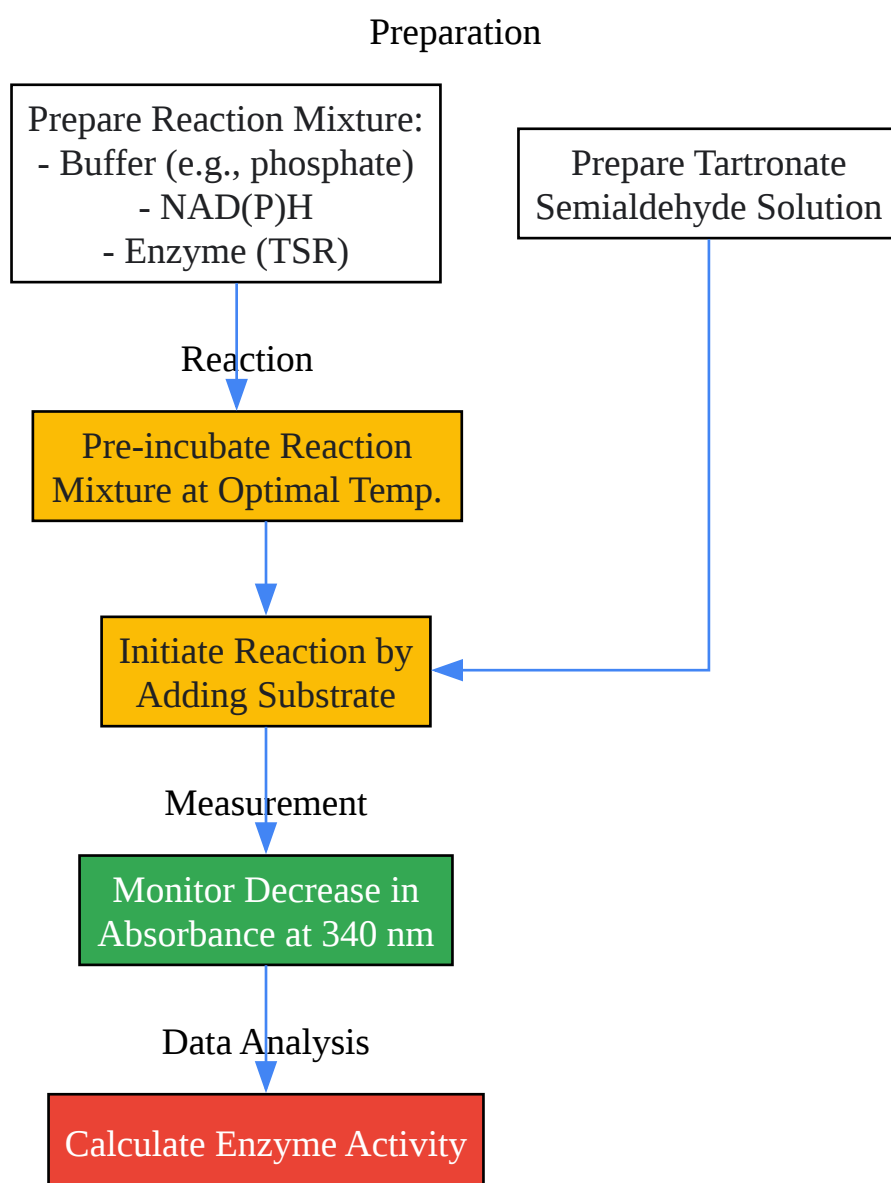 Preparation
Prepare Reaction Mixture:
- Buffer (e.g., phosphate)
- NAD(P)H
- Enzyme (TSR)
Prepare Tartronate
Semialdehyde Solution
Reaction
Pre-incubate Reaction
Mixture at Optimal Temp.
Initiate Reaction by
Adding Substrate
Measurement
Monitor Decrease in
Absorbance at 340 nm
Data Analysis
Calculate Enzyme Activity